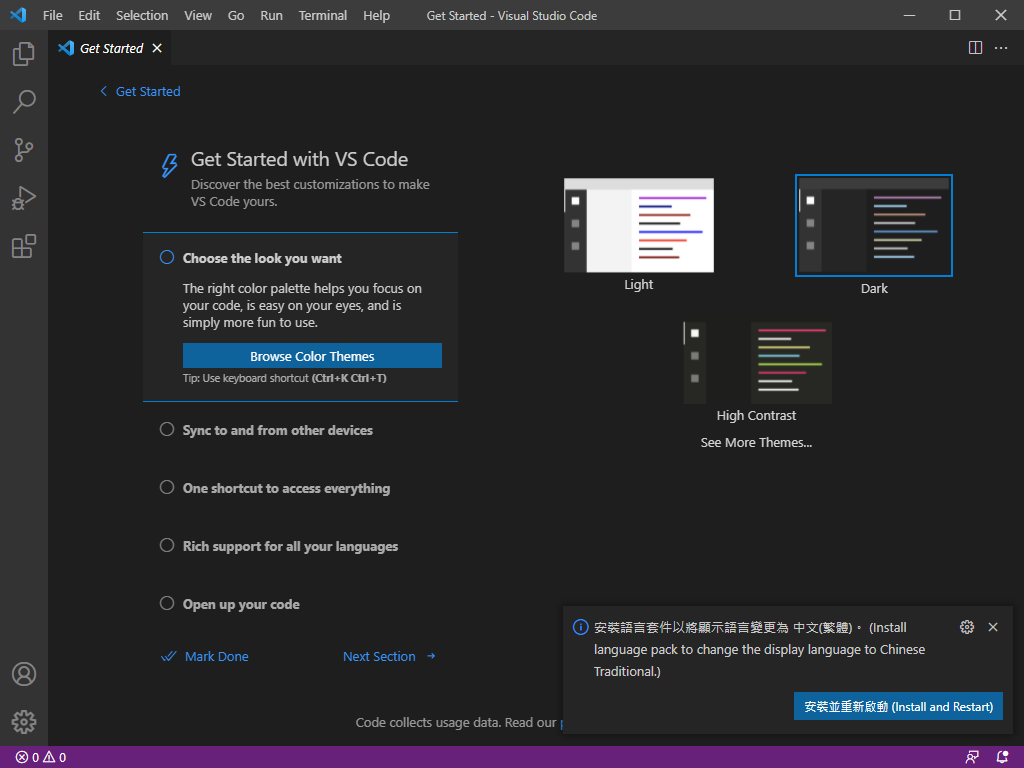 File Edit Selection View Go Run Terminal Help Get Started - Visual Studio Code
Get Started
Get Started
Get Started with VS Code
Discover the best customizations to make
VS Code yours.
Choose the look you want
The right color palette helps you focus on
your code, is easy on your eyes, and is
simply more fun to use.
Browse Color Themes
Tip: Use keyboard shortcut (Ctrl+K Ctrl+T)
Sync to and from other devices
One shortcut to access everything
Rich support for all your languages
Open up your code
Mark Done Next Section
Light
Dark
High Contrast
See More Themes...
Code collects usage data. Read our
安裝語言套件以將顯示語言變更為 中文(繁體)。 (Install
language pack to change the display language to Chinese
Traditional.)
安裝並重新啟動 (Install and Restart)
0 0